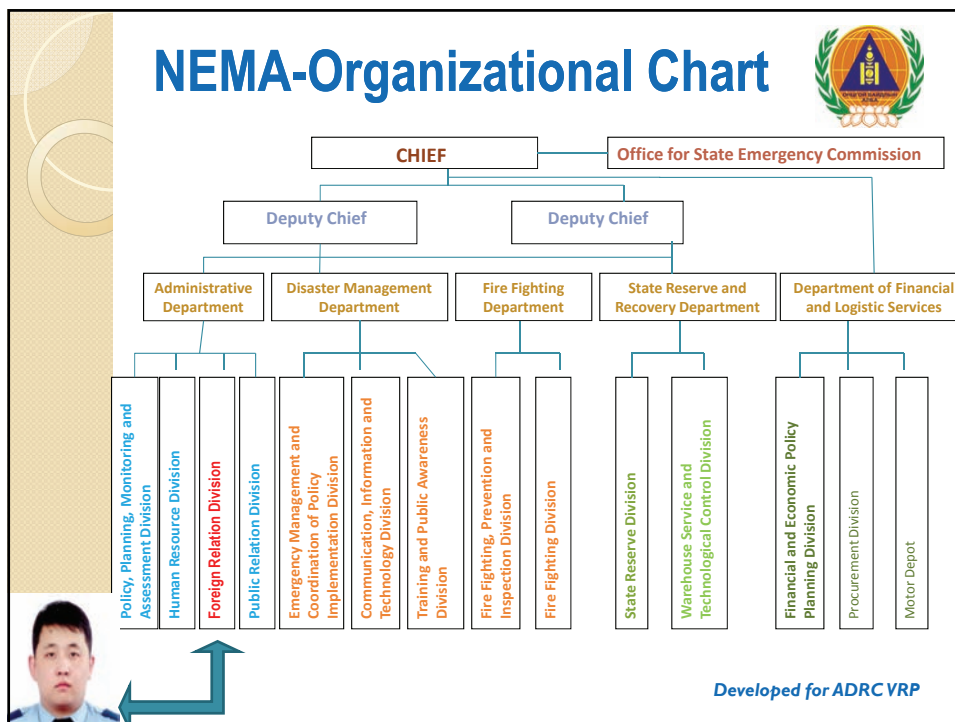 NEMA-Organizational Chart
CHIEF
Office for State Emergency Commission
Deputy Chief
Deputy Chief
Administrative
Department
Disaster Management
Department
Fire Fighting
Department
State Reserve and
Recovery Department
Department of Financial
and Logistic Services
Policy, Planning, Monitoring and
Assessment Division
Human Resource Division
Foreign Relation Division
Public Relation Division
Emergency Management and
Coordination of Policy
Implementation Division
Communication, Information and
Technology Division
Training and Public Awareness
Division
Fire Fighting, Prevention and
Inspection Division
Fire Fighting Division
State Reserve Division
Warehouse Service and
Technological Control Division
Financial and Economic Policy
Planning Division
Procurement Division
Motor Depot
Developed for ADRC VRP